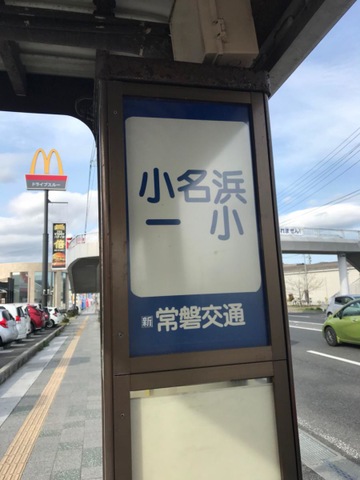 小名浜
一小
新 常磐交通
ドライブスルー